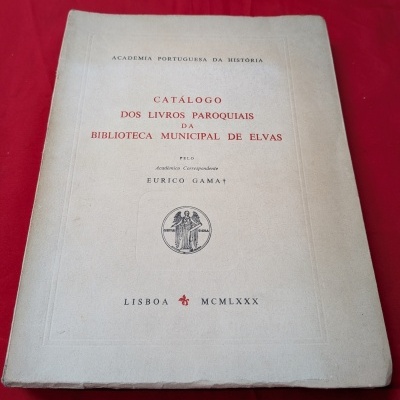 ACADEMIA PORTUGUESA DA HISTÓRIA
CATÁLOGO
DOS LIVROS PAROQUIAIS
DA
BIBLIOTECA MUNICIPAL DE ELVAS
PELO
Académico Correspondente
EURICO GAMA†
LISBOA MCMLXXX